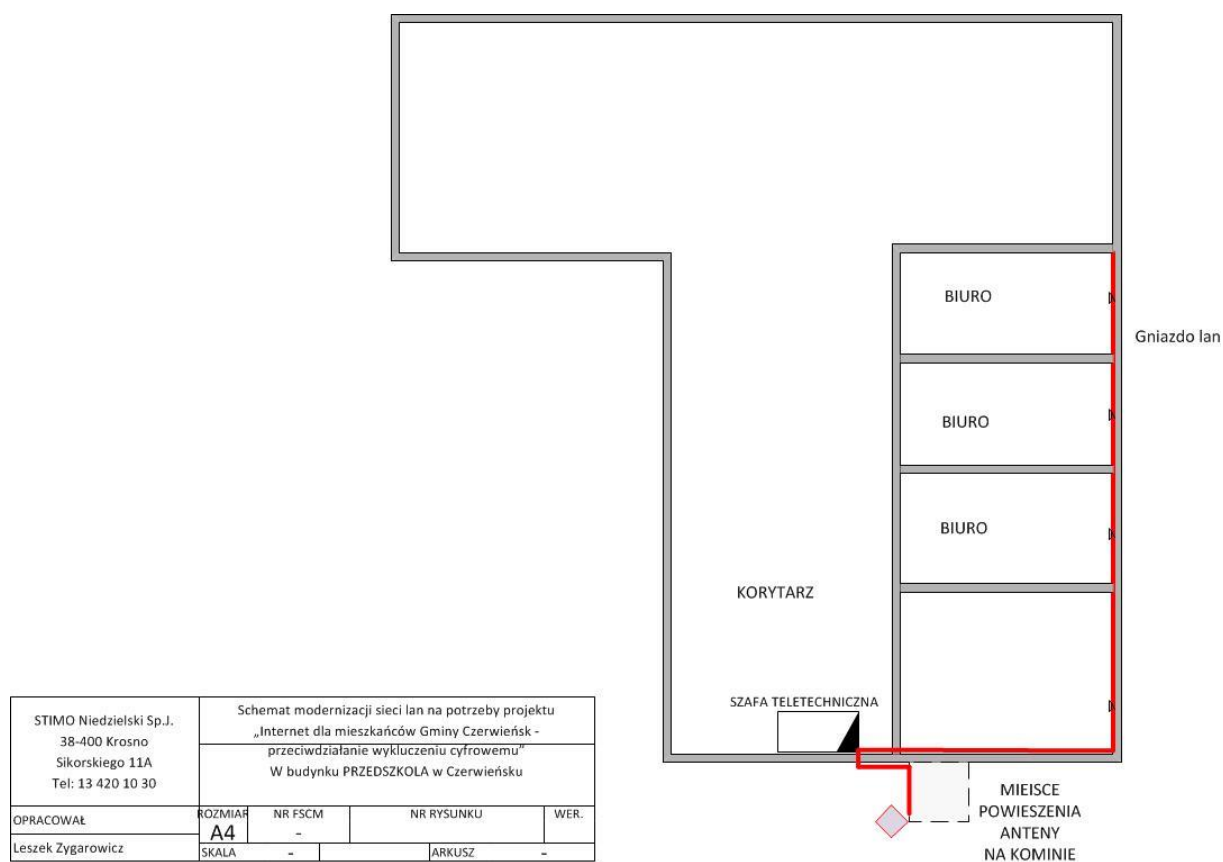 BIURO
Gniazdo lan
BIURO
BIURO
KORYTARZ
SZAFA TELETECHNICZNA
MIEJSCE
POWIESZENIA
ANTENY
NA KOMINIE
STIMO Niedzielski Sp.J.
38-400 Krosno
Sikorskiego 11A
Tel: 13 420 10 30
Schemat modernizacji sieci lan na potrzeby projektu
„Internet dla mieszkańców Gminy Czerwieńsk -
przeciwdziałanie wykluczeniu cyfrowemu”
W budynku PRZEDSZKOLA w Czerwieńsku
OPRACOWAŁ
Leszek Zygarowicz
ROZMIAR
A4
NR FSCM
-
NR RYSUNKU
WER.
SKALA
-
ARKUSZ
-